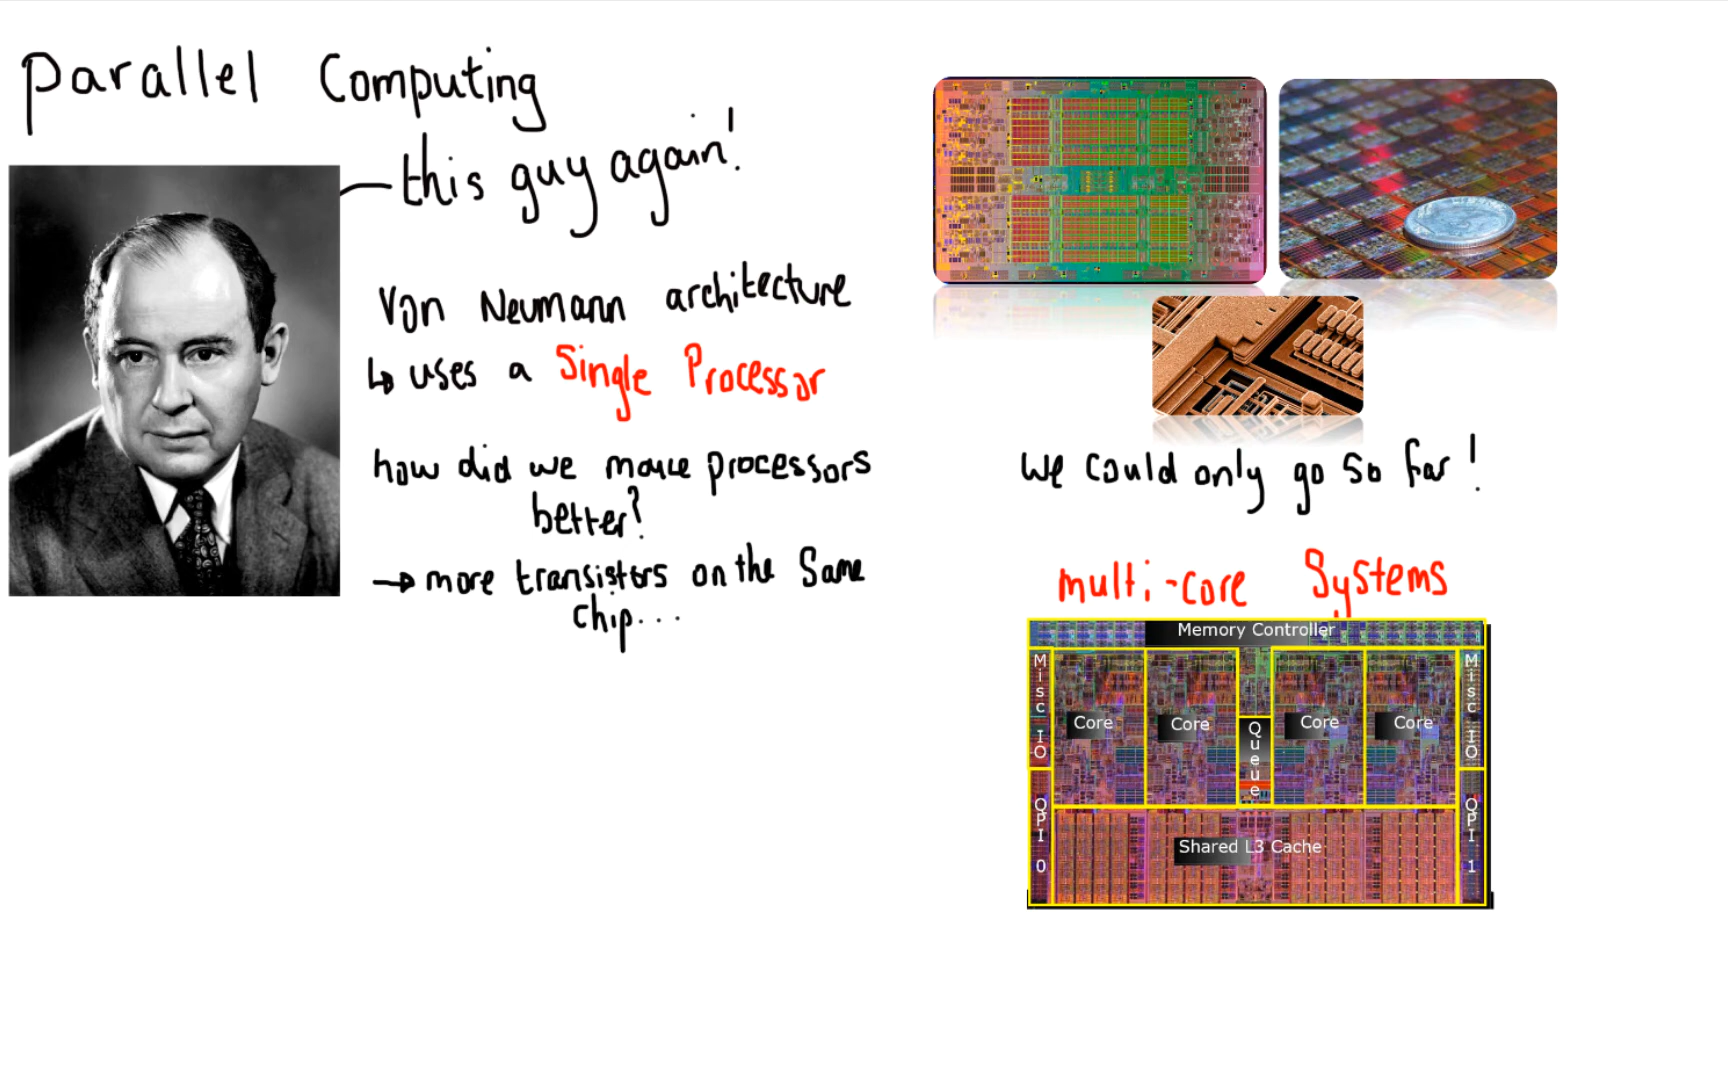 Parallel Computing
this guy again!
Von Neumann architecture
↳ uses a Single Processor
how did we make processors
better?
→ more transistors on the Same
chip...
we could only go so far!
multi-core Systems
Memory Controller
Misc IO
Core
Core
Queue
Core
Core
Misc IO
QPI 0
Shared L3 Cache
QPI 1